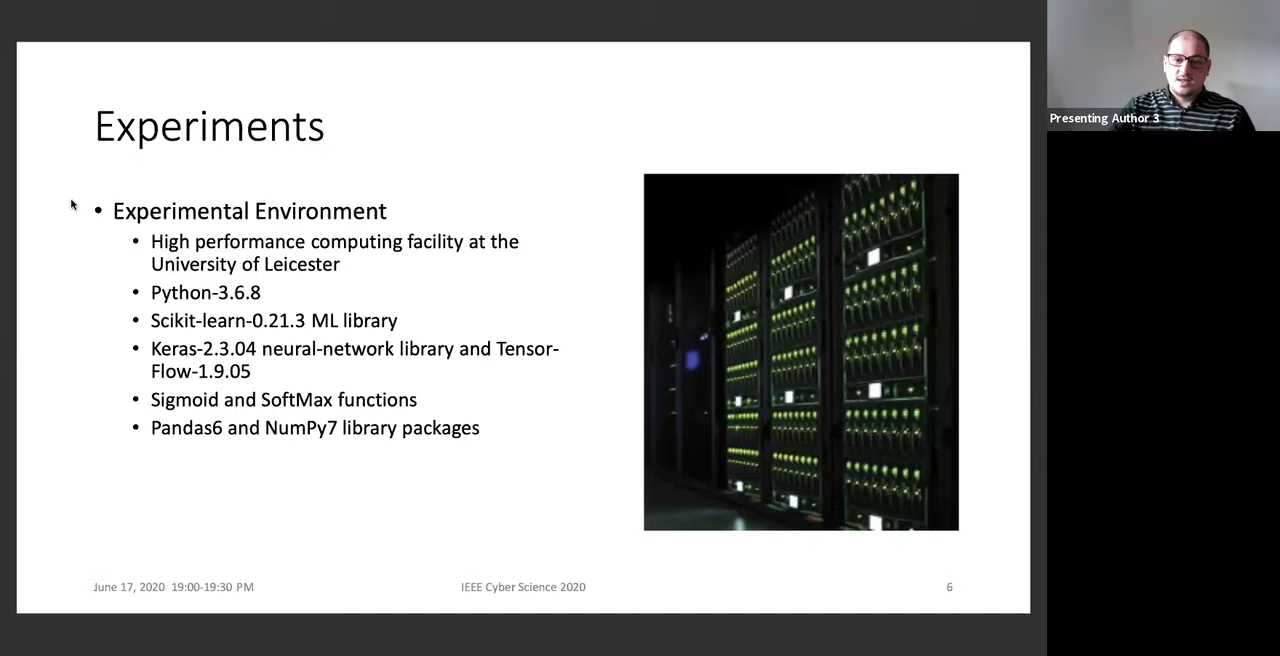 Experiments
• Experimental Environment
• High performance computing facility at the
University of Leicester
• Python-3.6.8
• Scikit-learn-0.21.3 ML library
• Keras-2.3.04 neural-network library and Tensor-
Flow-1.9.05
• Sigmoid and SoftMax functions
• Pandas6 and NumPy7 library packages
June 17, 2020 19:00-19:30 PM
IEEE Cyber Science 2020
6
Presenting Author 3